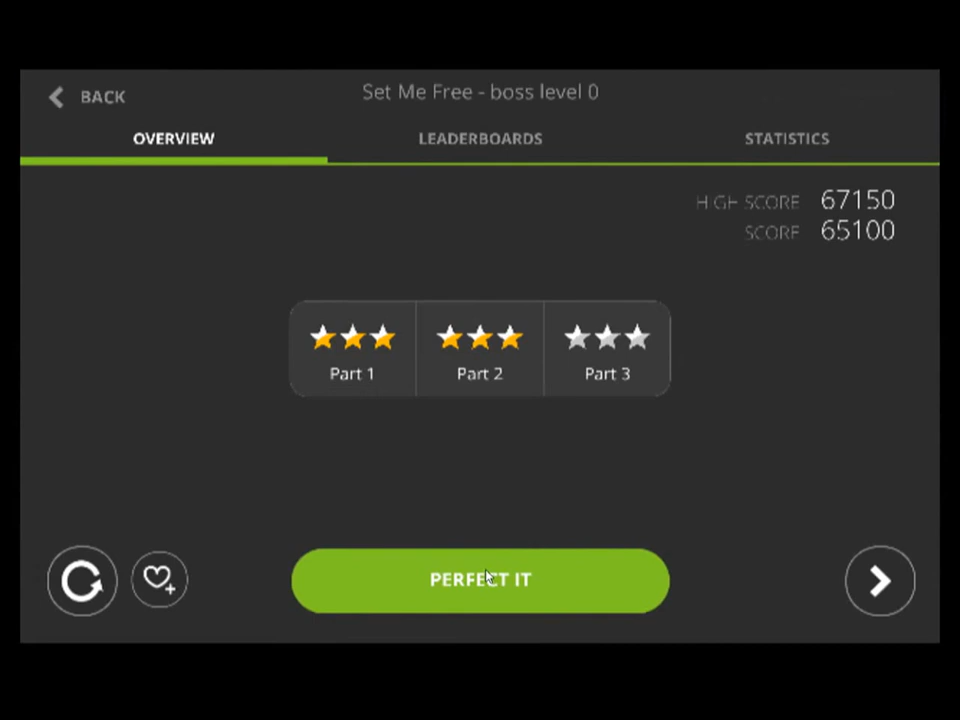 BACK
Set Me Free - boss level 0
OVERVIEW
LEADERBOARDS
STATISTICS
HIGH SCORE 67150
SCORE 65100
Part 1
Part 2
Part 3
PERFECT IT